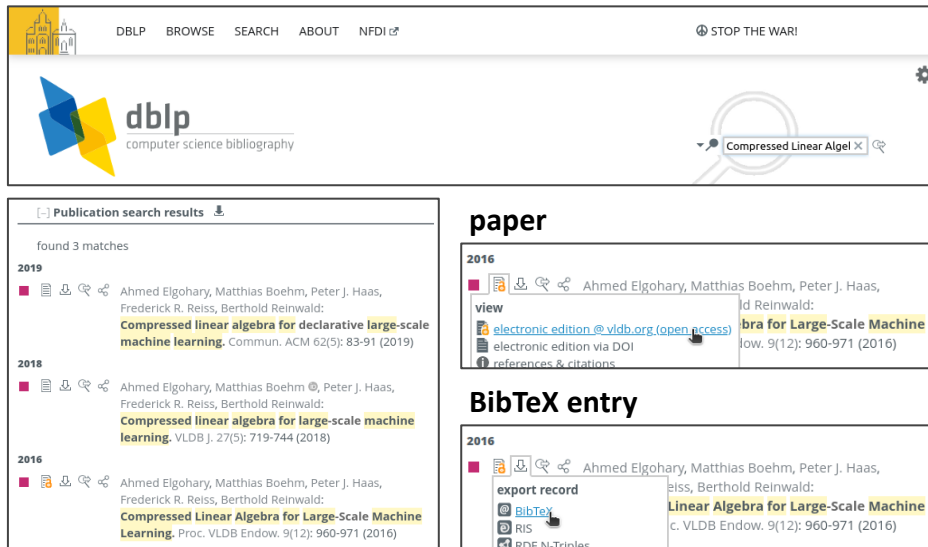 DBLP BROWSE SEARCH ABOUT NFDI STOP THE WAR!
dblp
computer science bibliography
Compressed Linear Algel
[-] Publication search results
found 3 matches
2019
Ahmed Elgohary, Matthias Boehm, Peter J. Haas,
Frederick R. Reiss, Berthold Reinwald:
Compressed linear algebra for declarative large-scale
machine learning. Commun. ACM 62(5): 83-91 (2019)
2018
Ahmed Elgohary, Matthias Boehm, Peter J. Haas,
Frederick R. Reiss, Berthold Reinwald:
Compressed linear algebra for large-scale machine
learning. VLDB J. 27(5): 719-744 (2018)
2016
Ahmed Elgohary, Matthias Boehm, Peter J. Haas,
Frederick R. Reiss, Berthold Reinwald:
Compressed Linear Algebra for Large-Scale Machine
Learning. Proc. VLDB Endow. 9(12): 960-971 (2016)
paper
2016
Ahmed Elgohary, Matthias Boehm, Peter J. Haas,
view ld Reinwald:
electronic edition @ vldb.org (open access) bra for Large-Scale Machine
electronic edition via DOI low. 9(12): 960-971 (2016)
references & citations
BibTeX entry
2016
Ahmed Elgohary, Matthias Boehm, Peter J. Haas,
export record eiss, Berthold Reinwald:
BibTeX Linear Algebra for Large-Scale Machine
RIS c. VLDB Endow. 9(12): 960-971 (2016)
RDF N-Triples